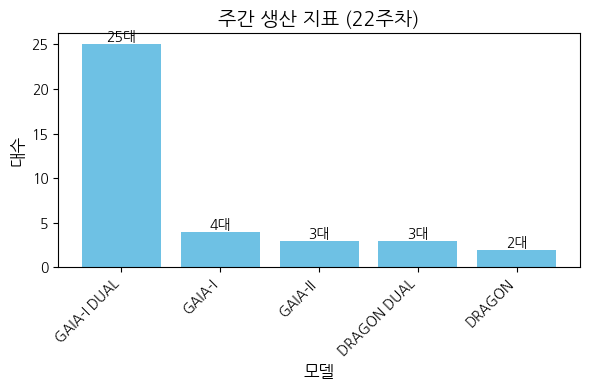 주간 생산 지표 (22주차)
25대
4대
3대
3대
2대
대수
25
20
15
10
5
0
GAIA-I DUAL
GAIA-I
GAIA-II
DRAGON DUAL
DRAGON
모델